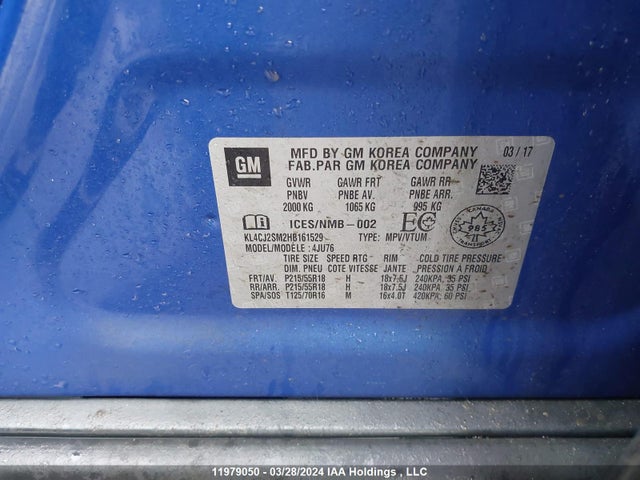 GM
MFD BY GM KOREA COMPANY 03/17
FAB.PAR GM KOREA COMPANY
GVWR GAWR FRT GAWR RR
PNBV PNBE AV. PNBE ARR.
2000 KG 1065 KG 995 KG
ICES/NMB-002 EC
CANADA
985
KL4CJ2SM2HB161529 TYPE: MPV/VTUM
MODEL/MODÈLE: 4JU76
TIRE SIZE SPEED RTG RIM COLD TIRE PRESSURE
DIM. PNEU COTE VITESSE JANTE PRESSION A FROID
FRT/AV. P215/55R18 H 18x7.5J 240KPA, 35 PSI
RR/ARR. P215/55R18 H 18x7.5J 240KPA, 35 PSI
SPA/SOS T125/70R16 M 16x4.0T 420KPA, 60 PSI
11979050 - 03/28/2024 IAA Holdings , LLC